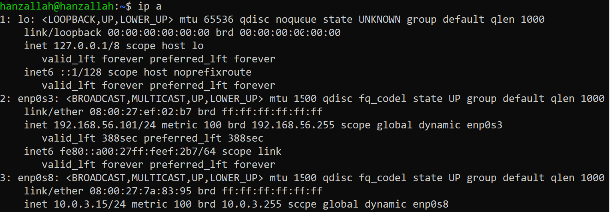 hanzallah@hanzallah:~$ ip a
1: lo: <LOOPBACK,UP,LOWER_UP> mtu 65536 qdisc noqueue state UNKNOWN group default qlen 1000
    link/loopback 00:00:00:00:00:00 brd 00:00:00:00:00:00
    inet 127.0.0.1/8 scope host lo
       valid_lft forever preferred_lft forever
    inet6 ::1/128 scope host noprefixroute
       valid_lft forever preferred_lft forever
2: enp0s3: <BROADCAST,MULTICAST,UP,LOWER_UP> mtu 1500 qdisc fq_codel state UP group default qlen 1000
    link/ether 08:00:27:ef:02:b7 brd ff:ff:ff:ff:ff:ff
    inet 192.168.56.101/24 metric 100 brd 192.168.56.255 scope global dynamic enp0s3
       valid_lft 388sec preferred_lft 388sec
    inet6 fe80::a00:27ff:feef:2b7/64 scope link
       valid_lft forever preferred_lft forever
3: enp0s8: <BROADCAST,MULTICAST,UP,LOWER_UP> mtu 1500 qdisc fq_codel state UP group default qlen 1000
    link/ether 08:00:27:7a:83:95 brd ff:ff:ff:ff:ff:ff
    inet 10.0.3.15/24 metric 100 brd 10.0.3.255 scope global dynamic enp0s8